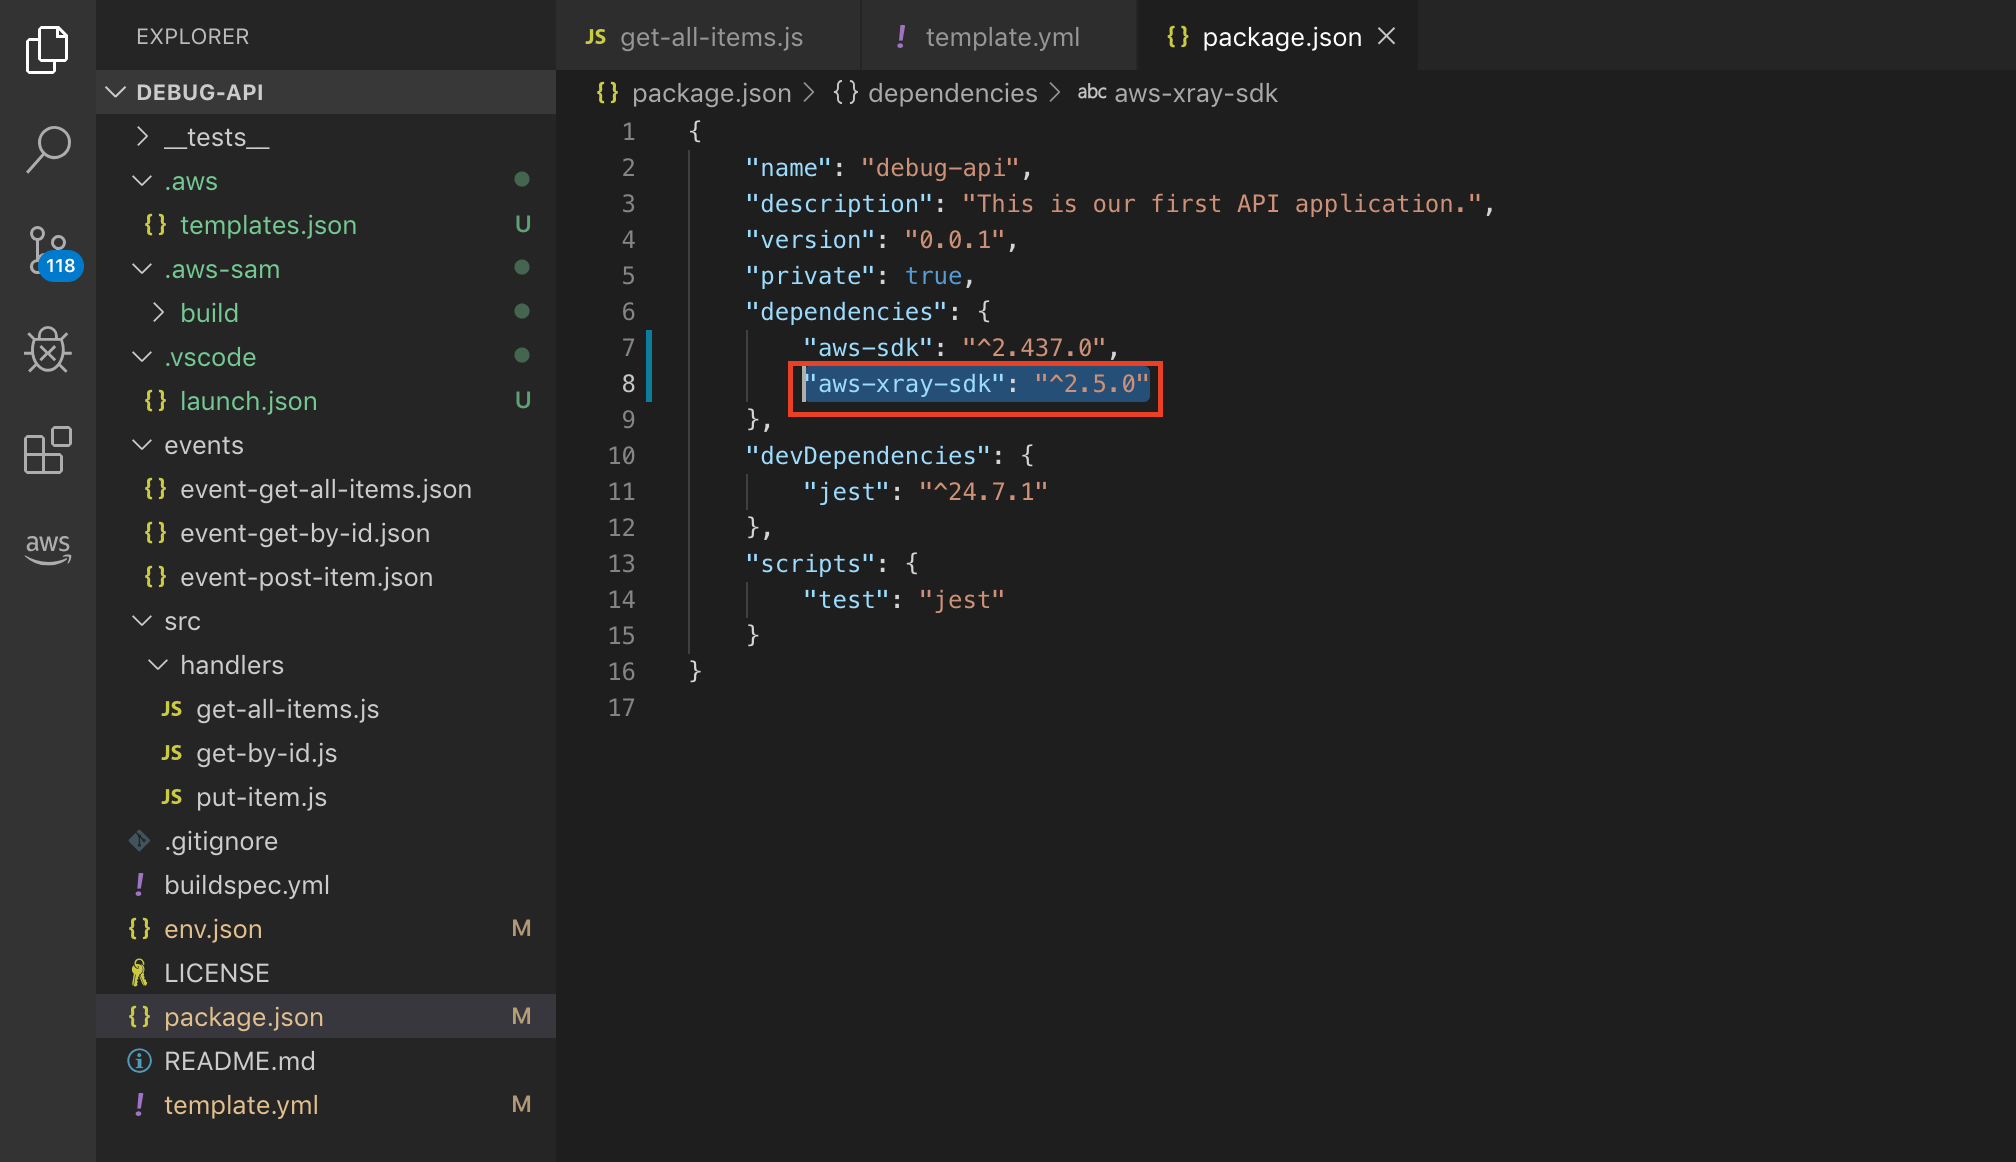 EXPLORER
DEBUG-API
__tests__
.aws
{} templates.json U
.aws-sam
build
.vscode
{} launch.json U
events
{} event-get-all-items.json
{} event-get-by-id.json
{} event-post-item.json
src
handlers
JS get-all-items.js
JS get-by-id.js
JS put-item.js
.gitignore
! buildspec.yml
{} env.json M
LICENSE
{} package.json M
README.md
! template.yml M
118
aws
JS get-all-items.js
! template.yml
{} package.json
{} package.json > {} dependencies > abc aws-xray-sdk
1 {
2 "name": "debug-api",
3 "description": "This is our first API application.",
4 "version": "0.0.1",
5 "private": true,
6 "dependencies": {
7 "aws-sdk": "^2.437.0",
8 "aws-xray-sdk": "^2.5.0"
9 },
10 "devDependencies": {
11 "jest": "^24.7.1"
12 },
13 "scripts": {
14 "test": "jest"
15 }
16 }
17